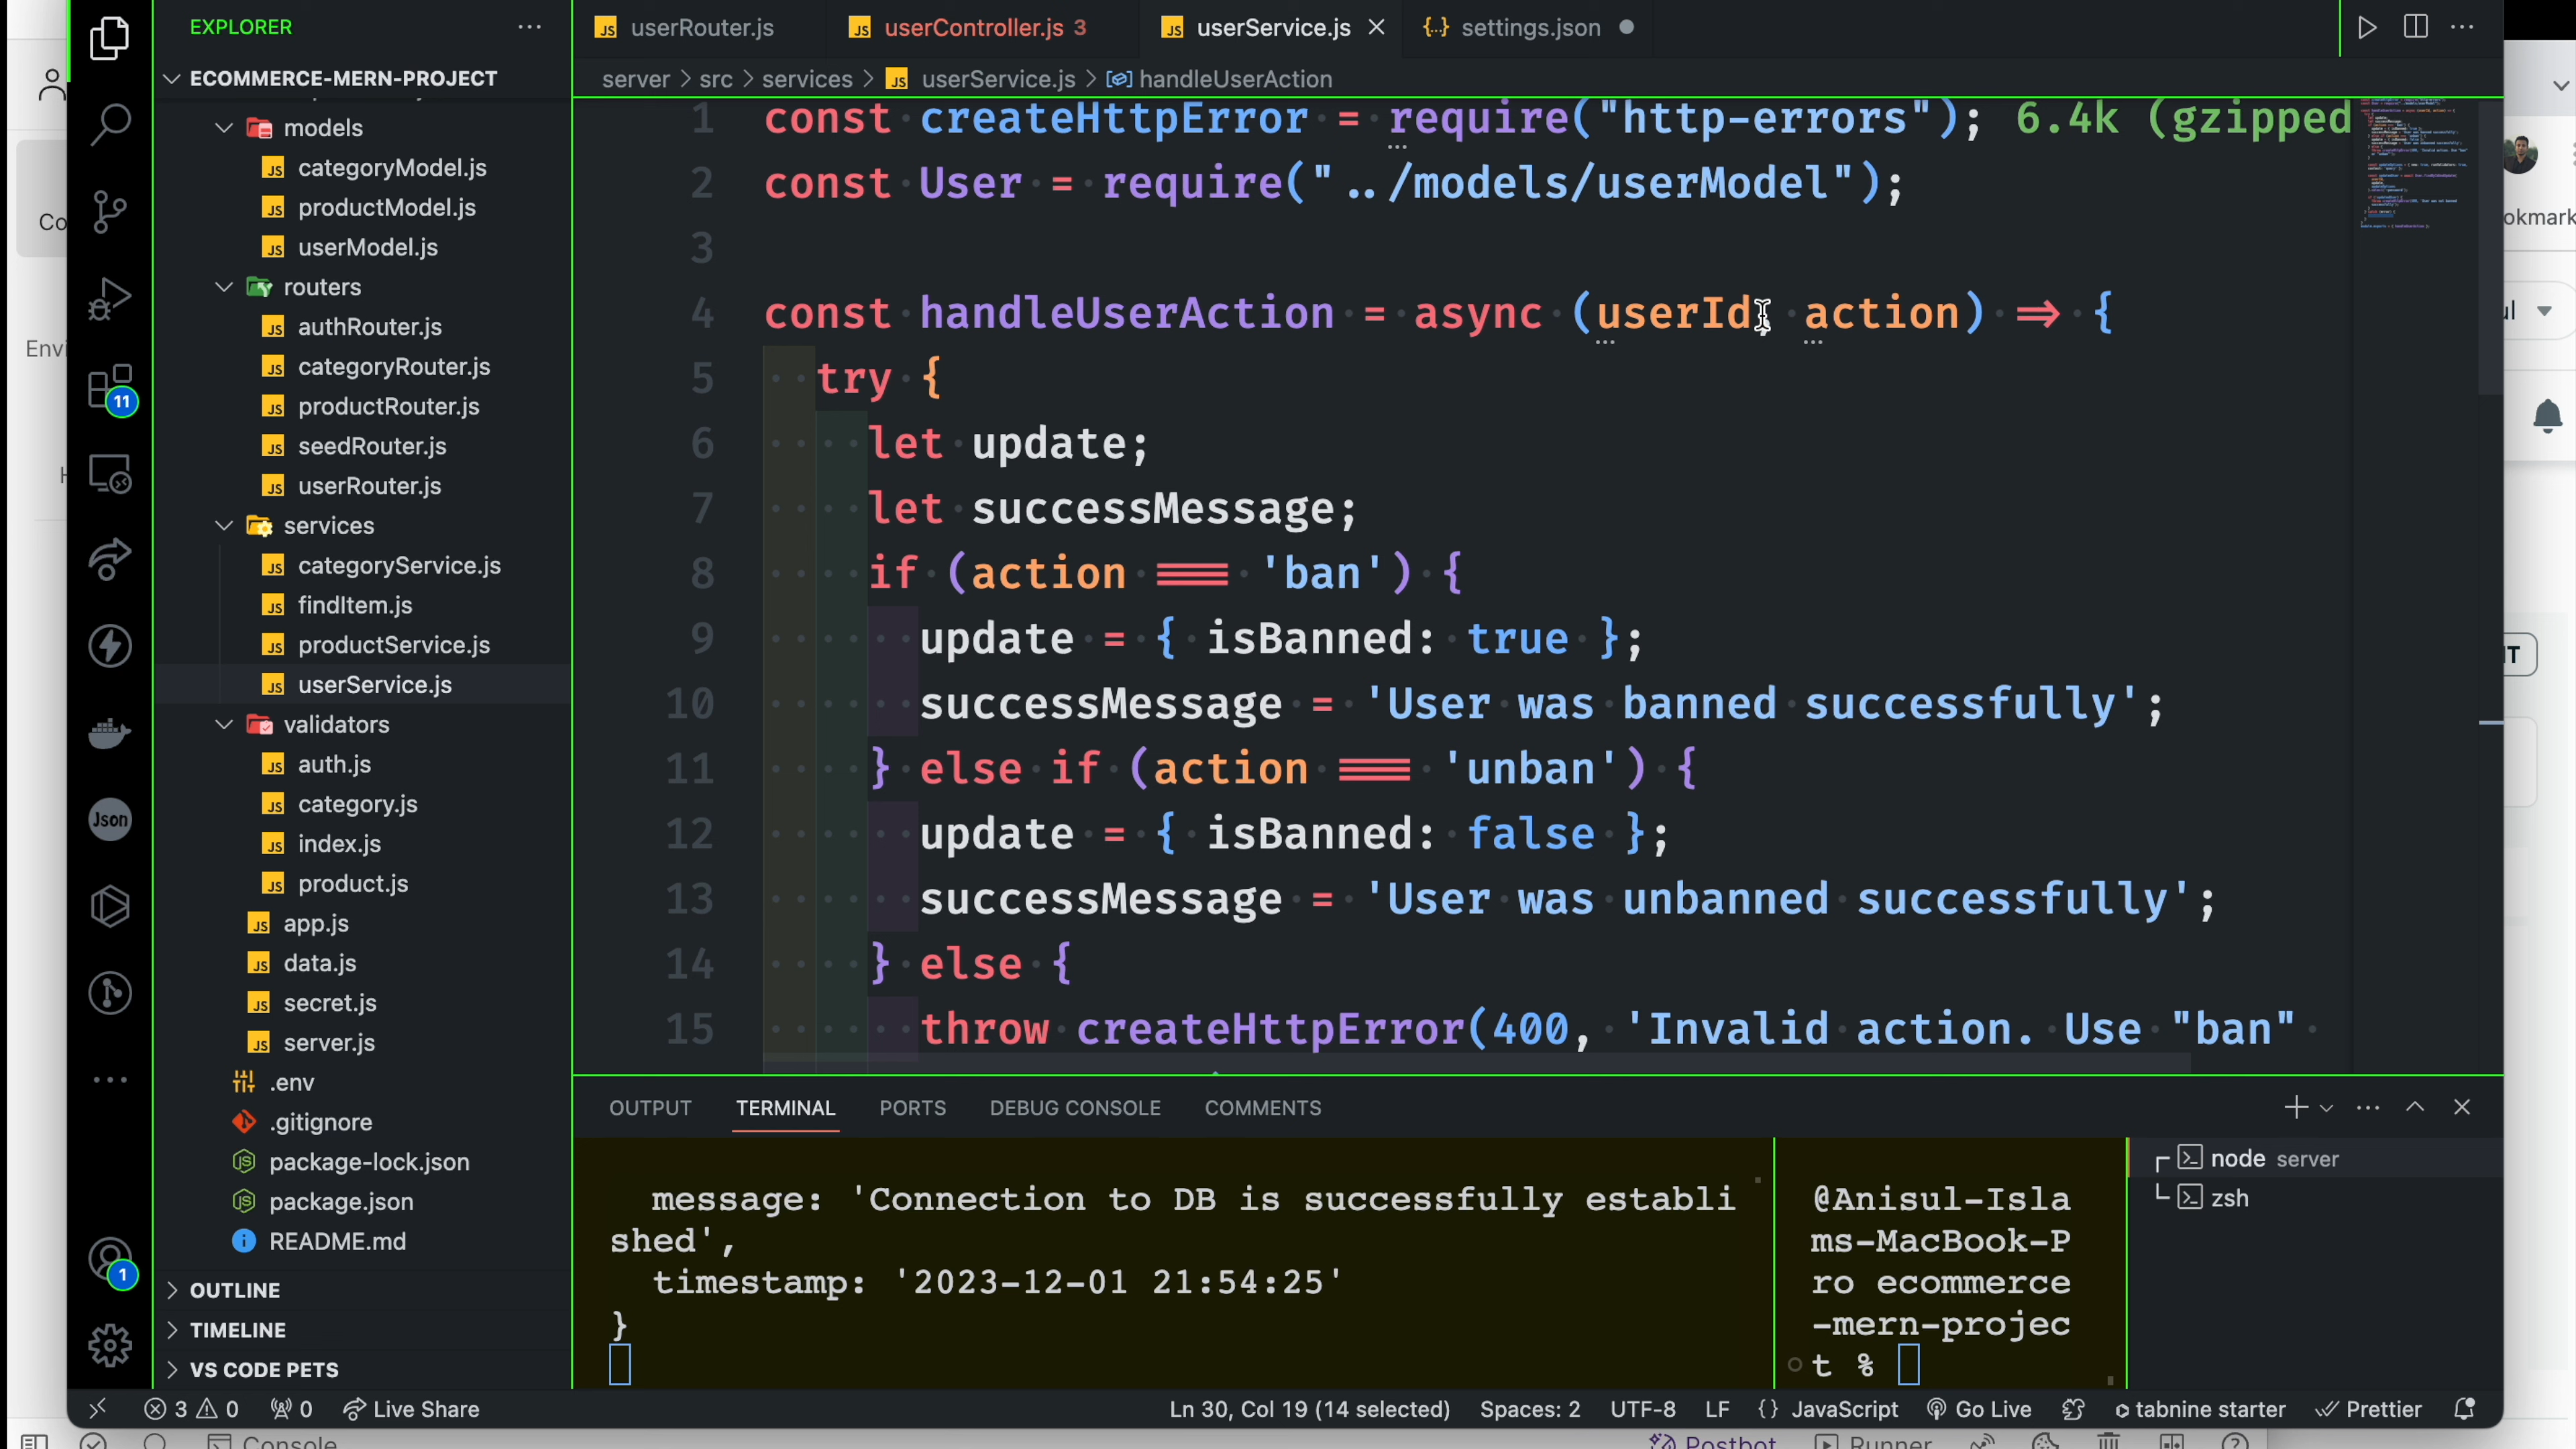 EXPLORER
ECOMMERCE-MERN-PROJECT
models
categoryModel.js
productModel.js
userModel.js
routers
authRouter.js
categoryRouter.js
productRouter.js
seedRouter.js
userRouter.js
services
categoryService.js
findItem.js
productService.js
userService.js
validators
auth.js
category.js
index.js
product.js
app.js
data.js
secret.js
server.js
.env
.gitignore
package-lock.json
package.json
README.md
OUTLINE
TIMELINE
VS CODE PETS
userRouter.js
userController.js 3
userService.js
settings.json
server > src > services > userService.js > handleUserAction
1 const createHttpError = require("http-errors"); 6.4k (gzipped
2 const User = require("../models/userModel");
3
4 const handleUserAction = async (userId, action) => {
5 try {
6 let update;
7 let successMessage;
8 if (action === 'ban') {
9 update = { isBanned: true };
10 successMessage = 'User was banned successfully';
11 } else if (action === 'unban') {
12 update = { isBanned: false };
13 successMessage = 'User was unbanned successfully';
14 } else {
15 throw createHttpError(400, 'Invalid action. Use "ban"
OUTPUT TERMINAL PORTS DEBUG CONSOLE COMMENTS
message: 'Connection to DB is successfully establi
shed',
timestamp: '2023-12-01 21:54:25'
}
@Anisul-Isla
ms-MacBook-P
ro ecommerce
-mern-projec
t %
node server
zsh
3 0 0 Live Share
Ln 30, Col 19 (14 selected) Spaces: 2 UTF-8 LF {} JavaScript Go Live tabnine starter Prettier
11
Json
1
Co
Envi
okmark
Console
Postbot
Runner